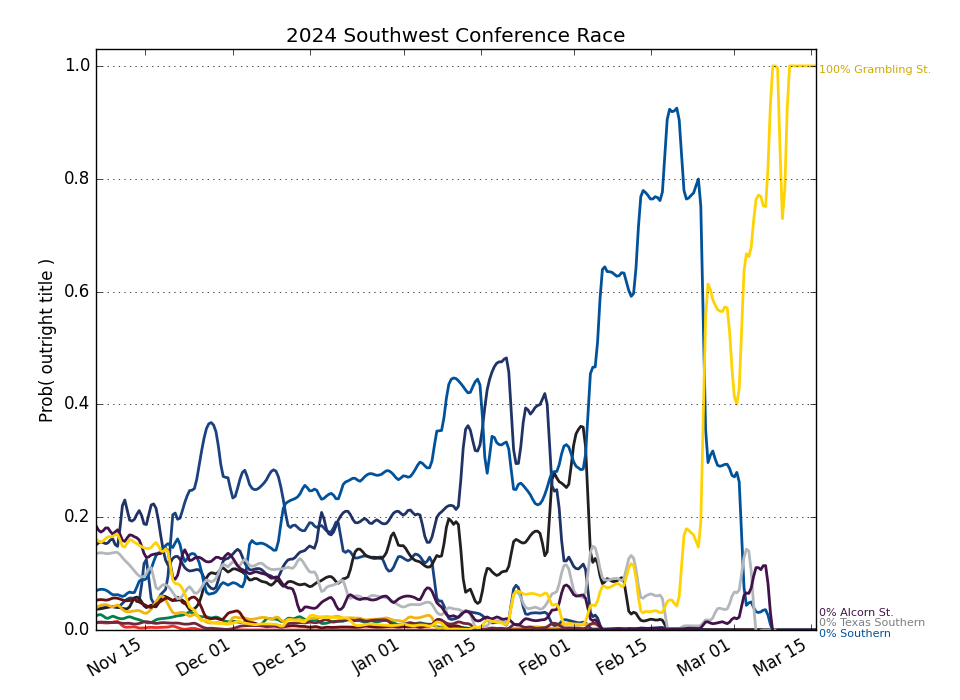 2024 Southwest Conference Race
Prob( outright title )
1.0
0.8
0.6
0.4
0.2
0.0
100% Grambling St.
0% Alcorn St.
0% Texas Southern
0% Southern
Nov 15
Dec 01
Dec 15
Jan 01
Jan 15
Feb 01
Feb 15
Mar 01
Mar 15